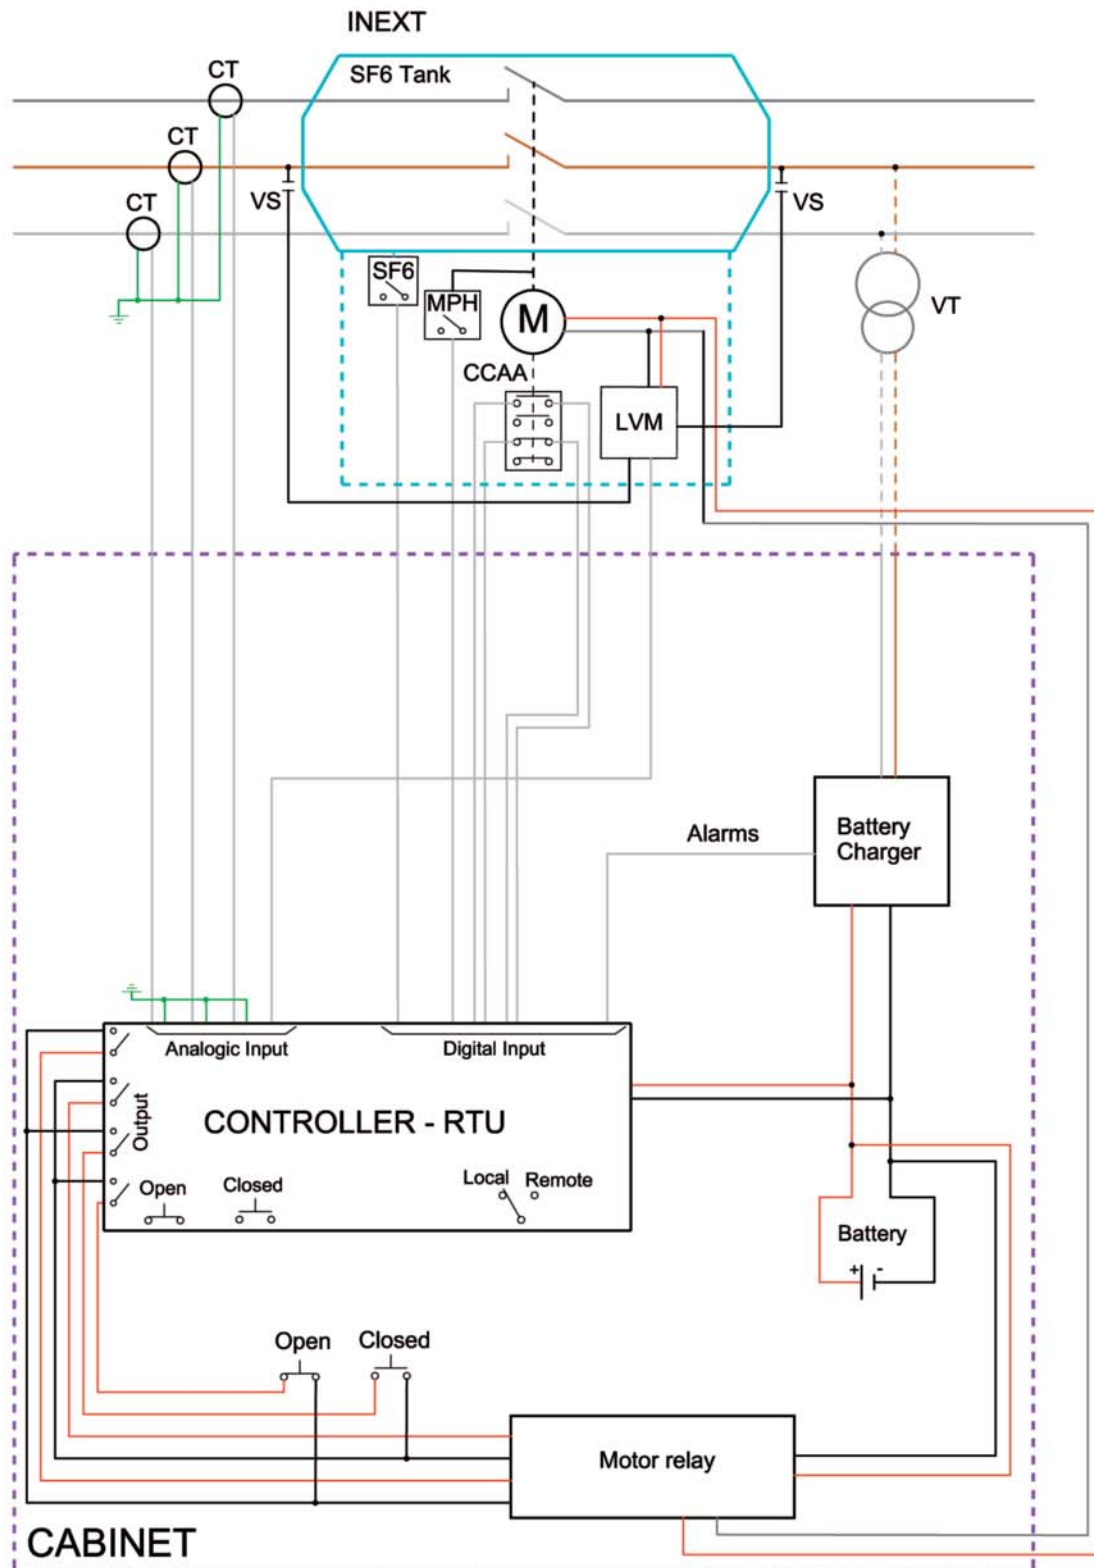 INEXT
SF6 Tank
CT
CT
CT
VS
VS
SF6
MPH
M
VT
CCAA
LVM
Alarms
Battery
Charger
Analogic Input
Digital Input
Output
CONTROLLER - RTU
Open
Closed
Local
Remote
Battery
+
-
Open
Closed
Motor relay
CABINET